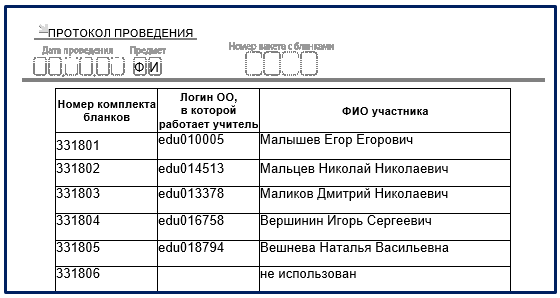 ПРОТОКОЛ ПРОВЕДЕНИЯ
Дата проведения Предмет Номер пакета с бланками
ФИ
Номер комплекта бланков Логин ОО, в которой работает учитель ФИО участника
331801 edu010005 Малышев Егор Егорович
331802 edu014513 Мальцев Николай Николаевич
331803 edu013378 Маликов Дмитрий Николаевич
331804 edu016758 Вершинин Игорь Сергеевич
331805 edu018794 Вешнева Наталья Васильевна
331806 не использован